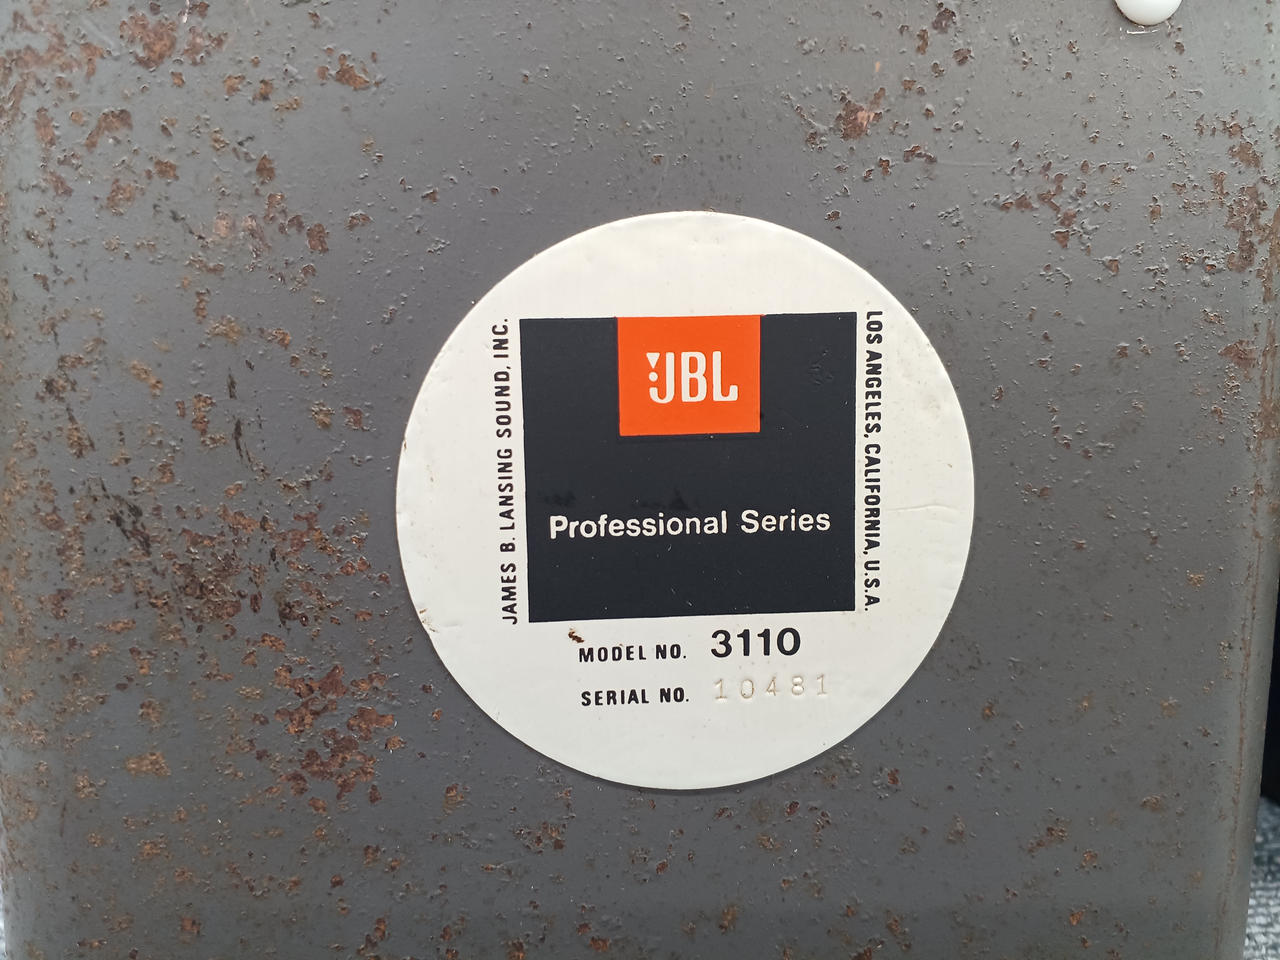 JAMES B. LANSING SOUND, INC.
JBL
Professional Series
LOS ANGELES, CALIFORNIA, U.S.A.
MODEL NO. 3110
SERIAL NO. 10481